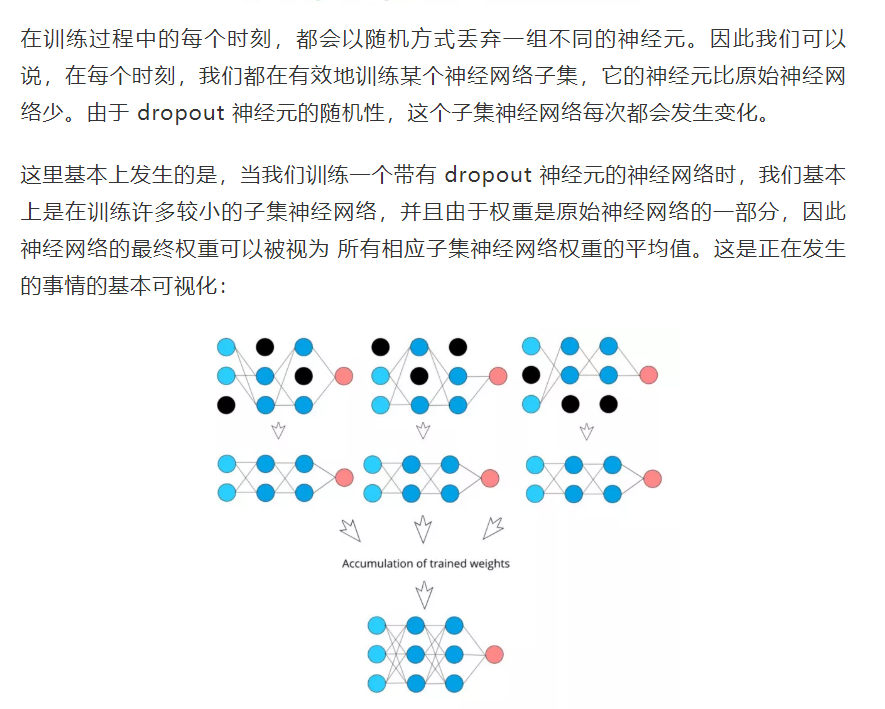 在训练过程中的每个时刻，都会以随机方式丢弃一组不同的神经元。因此我们可以
说，在每个时刻，我们都在有效地训练某个神经网络子集，它的神经元比原始神经网
络少。由于 dropout 神经元的随机性，这个子集神经网络每次都会发生变化。
这里基本上发生的是，当我们训练一个带有 dropout 神经元的神经网络时，我们基本
上是在训练许多较小的子集神经网络，并且由于权重是原始神经网络的一部分，因此
神经网络的最终权重可以被视为 所有相应子集神经网络权重的平均值。这是正在发生
的事情的基本可视化：
Accumulation of trained weights